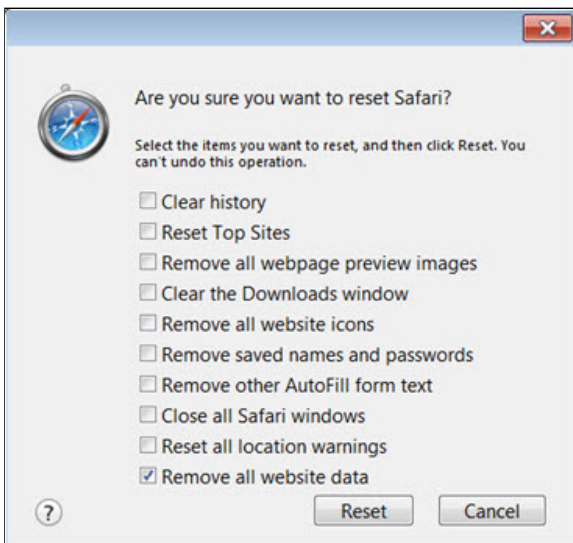 Are you sure you want to reset Safari?
Select the items you want to reset, and then click Reset. You
can't undo this operation.
Clear history
Reset Top Sites
Remove all webpage preview images
Clear the Downloads window
Remove all website icons
Remove saved names and passwords
Remove other AutoFill form text
Close all Safari windows
Reset all location warnings
Remove all website data
? Reset Cancel